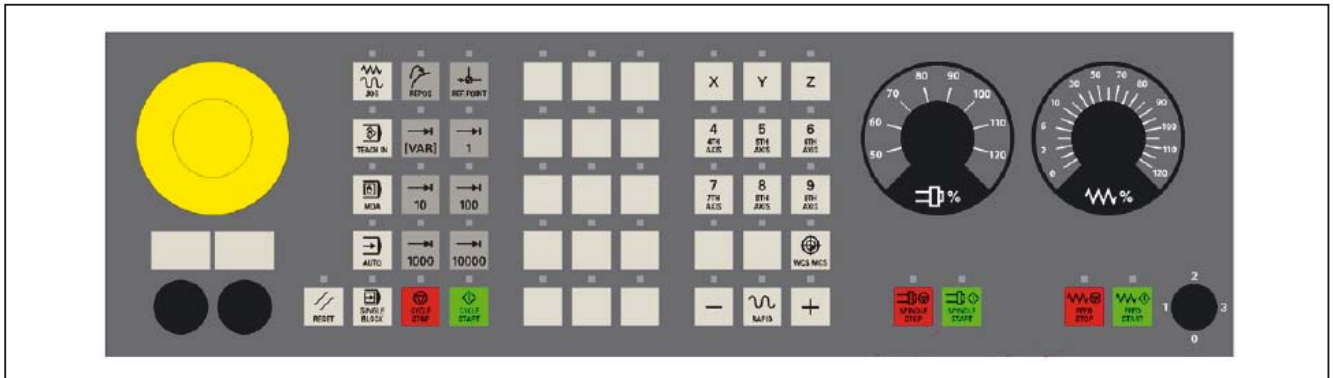 JOG
REPOS
REF.POINT
TEACH IN
[VAR]
1
MDA
10
100
AUTO
1000
10000
RESET
SINGLE
BLOCK
CYCLE
STOP
CYCLE
START
X
Y
Z
4
4TH
AXIS
5
5TH
AXIS
6
6TH
AXIS
7
7TH
AXIS
8
8TH
AXIS
9
9TH
AXIS
WCS MCS
−
RAPID
+
50
60
70
80
90
100
110
120
%
0
2
6
10
30
50
70
80
90
100
110
120
%
SPINDLE
STOP
SPINDLE
START
FEED
STOP
FEED
START
2
1
3
0